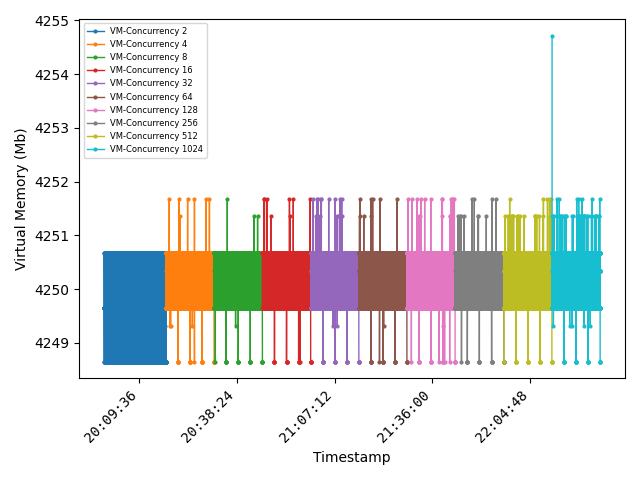 4255
4254
4253
4252
4251
4250
4249
Virtual Memory (Mb)
VM-Concurrency 2
VM-Concurrency 4
VM-Concurrency 8
VM-Concurrency 16
VM-Concurrency 32
VM-Concurrency 64
VM-Concurrency 128
VM-Concurrency 256
VM-Concurrency 512
VM-Concurrency 1024
20:09:36
20:38:24
21:07:12
21:36:00
22:04:48
Timestamp